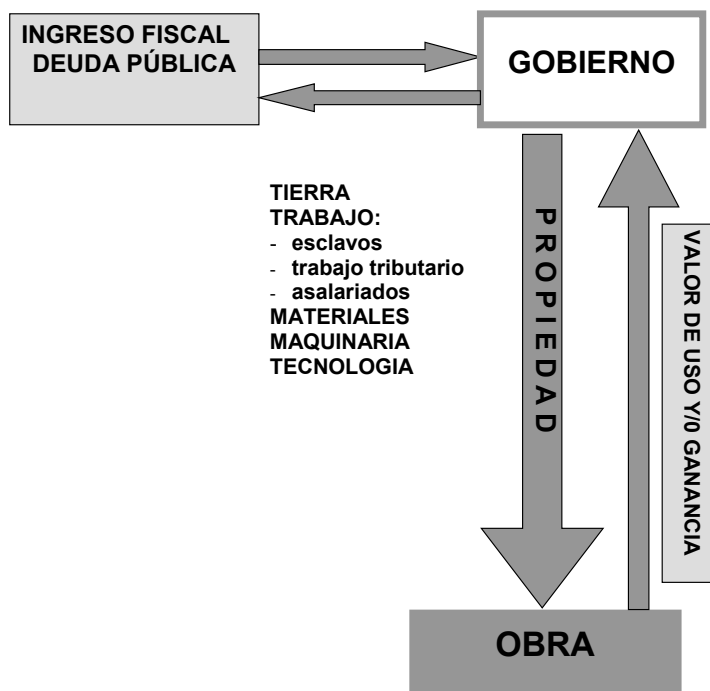 INGRESO FISCAL
DEUDA PÚBLICA
GOBIERNO
TIERRA
TRABAJO:
- esclavos
- trabajo tributario
- asalariados
MATERIALES
MAQUINARIA
TECNOLOGIA
PROPIEDAD
VALOR DE USO Y/0 GANANCIA
OBRA